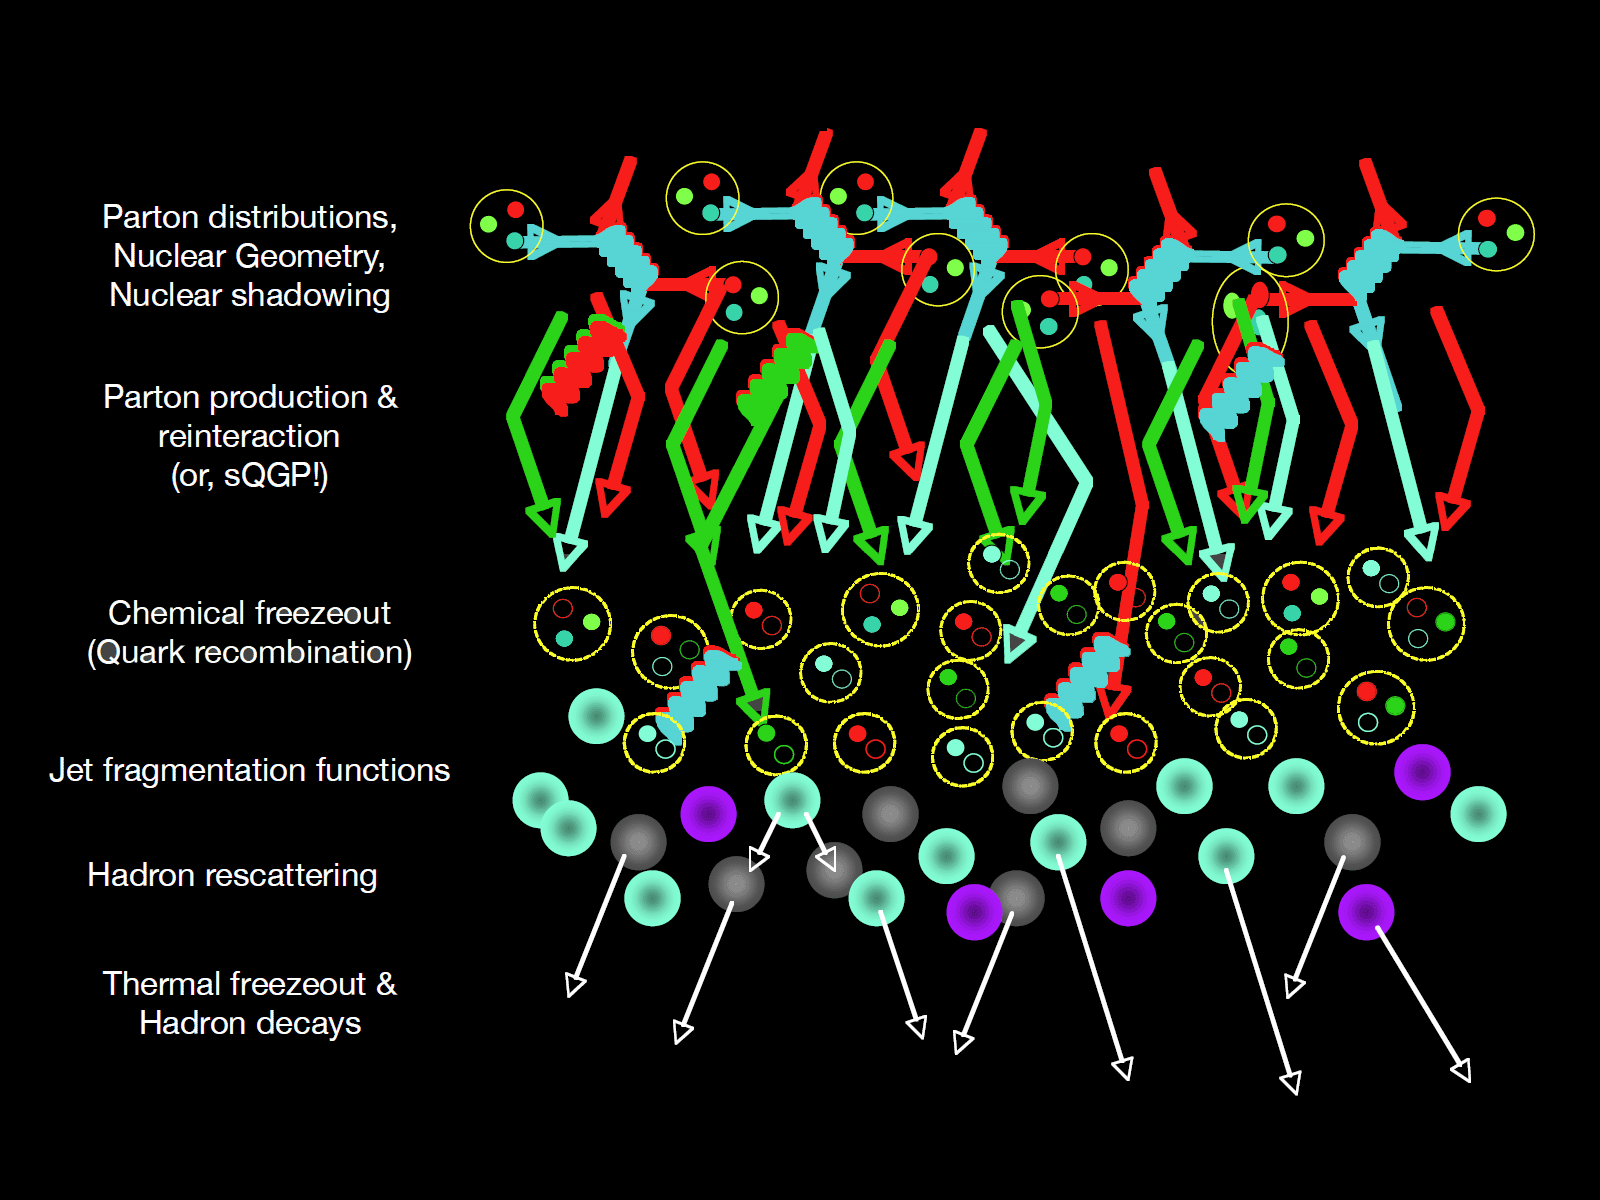 Parton distributions,
Nuclear Geometry,
Nuclear shadowing
Parton production &
reinteraction
(or, sQGP!)
Chemical freezeout
(Quark recombination)
Jet fragmentation functions
Hadron rescattering
Thermal freezeout &
Hadron decays